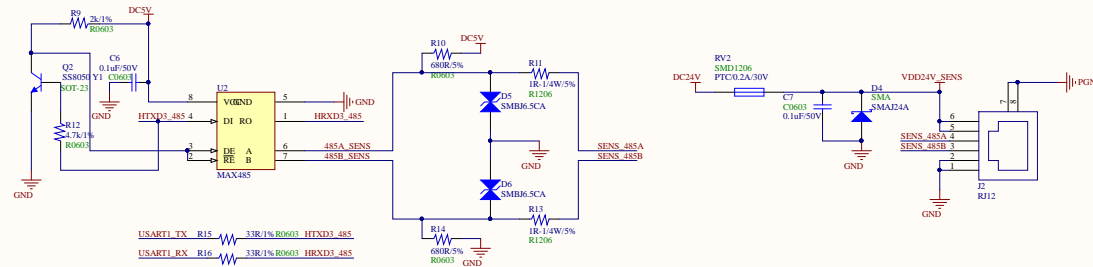 R9
2k/1%
R0603
DC5V
Q2
SS8050 Y1
SOT-23
C6
0.1uF/50V
C0603
GND
R12
4.7k/1%
R0603
GND
U2
8 VCC GND 5 GND
HTXD3_485 4 DI RO 1 HRXD3_485
3 DE A 6 485A_SENS
2 RE B 7 485B_SENS
MAX485
R10
680R/5%
R0603
DC5V
R11
1R-1/4W/5%
R1206
D5
SMBJ6.5CA
GND
SENS_485A
SENS_485B
D6
SMBJ6.5CA
R13
1R-1/4W/5%
R1206
R14
680R/5%
R0603
GND
USART1_TX R15 33R/1% R0603 HTXD3_485
USART1_RX R16 33R/1% R0603 HRXD3_485
RV2
SMD1206
PTC/0.2A/30V
DC24V
C7
C0603
0.1uF/50V
D4
SMA
SMAJ24A
GND
VDD24V_SENS
PGN
7
8
6
5
SENS_485A 4
SENS_485B 3
2
1
J2
RJ12
GND